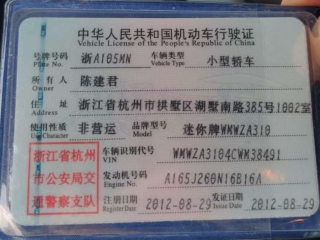 中华人民共和国机动车行驶证
Vehicle License of the People's Republic of China
号牌号码 浙A105MN 车辆类型 小型轿车
Plate No. Vehicle Type
所有人 陈建君
Owner
住址 浙江省杭州市拱墅区湖墅南路385号1002室
Address
使用性质 非营运 品牌型号 迷你牌WMWZA310
Use Character Model
浙江省杭州
市公安局交
通警察支队
车辆识别代号 WMWZA3104CWM38491
VIN
发动机号码 A165J260N16B16A
Engine No.
注册日期 2012-08-29 发证日期 2012-08-29
Register Date Issue Date